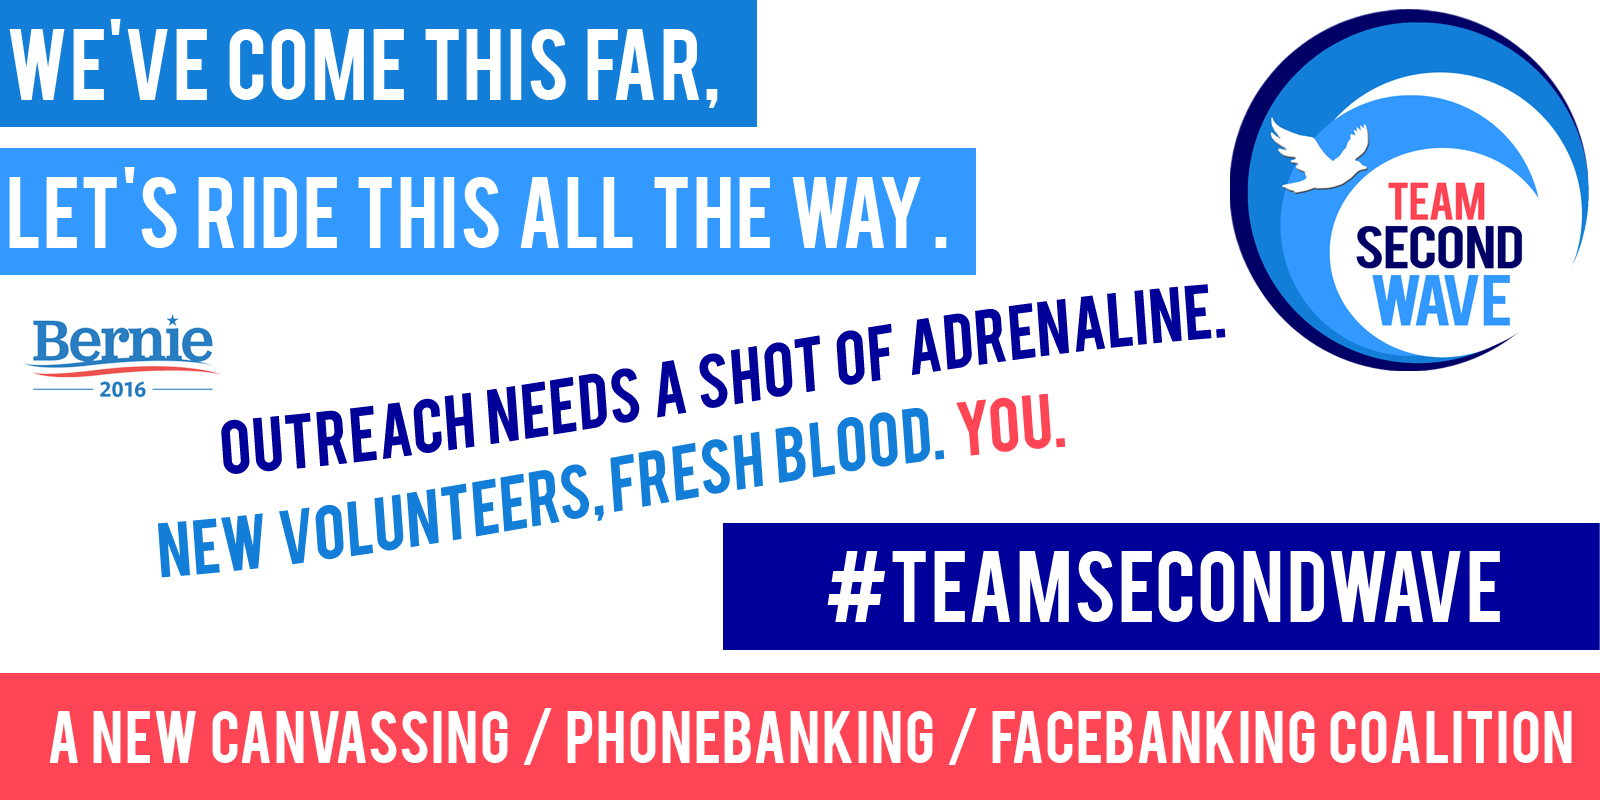 WE'VE COME THIS FAR,
LET'S RIDE THIS ALL THE WAY.
TEAM
SECOND
WAVE
Bernie
2016
OUTREACH NEEDS A SHOT OF ADRENALINE.
NEW VOLUNTEERS, FRESH BLOOD. YOU.
#TEAMSECONDWAVE
A NEW CANVASSING / PHONEBANKING / FACEBANKING COALITION